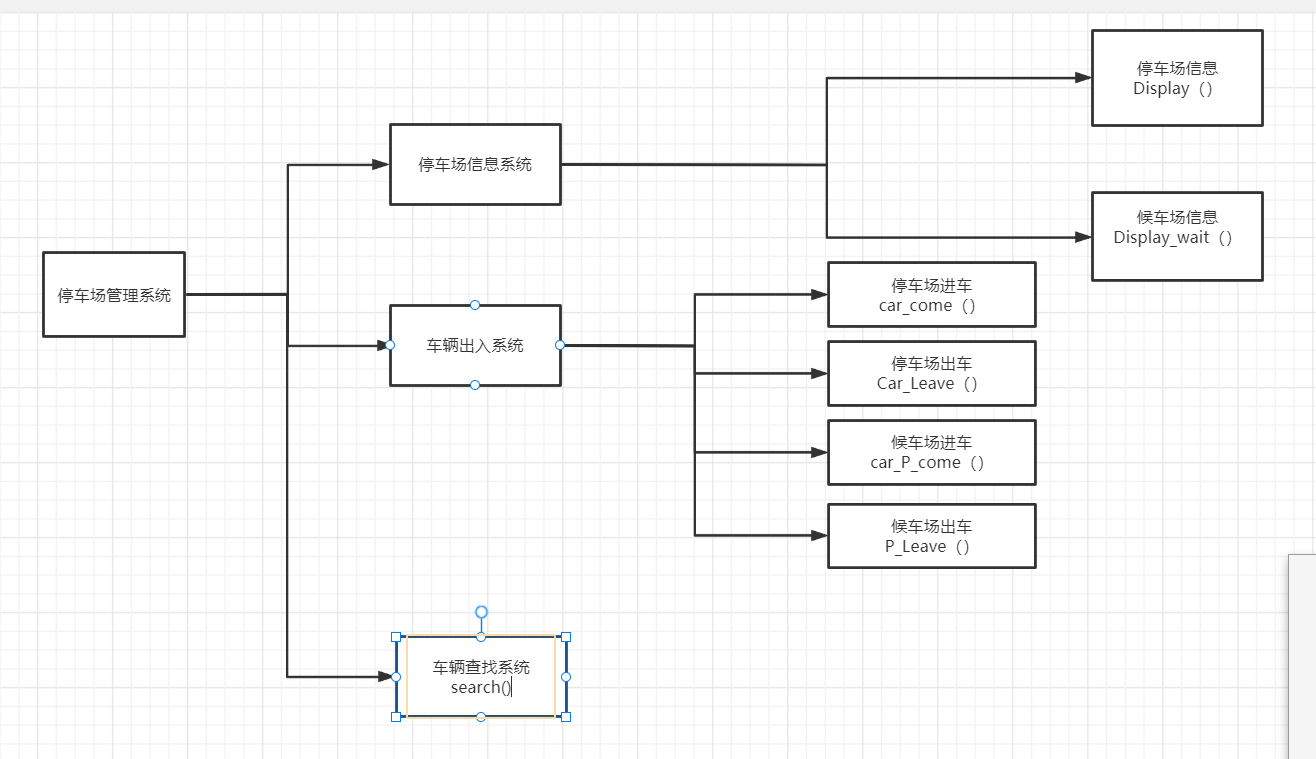 停车场信息
Display（）
停车场信息系统
候车场信息
Display_wait（）
停车场管理系统
停车场进车
car_come（）
车辆出入系统
停车场出车
Car_Leave（）
候车场进车
car_P_come（）
候车场出车
P_Leave（）
车辆查找系统
search()